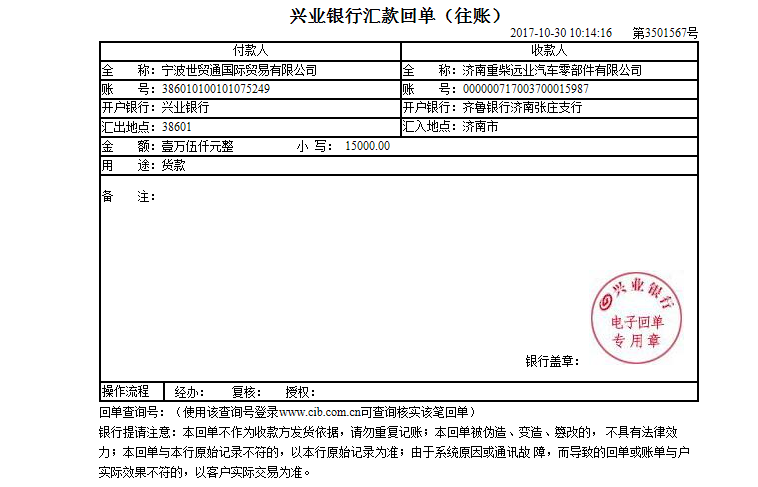 兴业银行汇款回单（往账）
2017-10-30 10:14:16 第3501567号
付款人 收款人
全 称：宁波世贸通国际贸易有限公司 全 称：济南重柴远业汽车零部件有限公司
账 号：386010100101075249 账 号：000000717003700015987
开户银行：兴业银行 开户银行：齐鲁银行济南张庄支行
汇出地点：38601 汇入地点：济南市
金 额：壹万伍仟元整 小 写： 15000.00
用 途：货款
备 注：
兴业银行
电子回单
专用章
银行盖章：
操作流程 经办： 复核： 授权：
回单查询号：（使用该查询号登录www.cib.com.cn可查询核实该笔回单）
银行提请注意：本回单不作为收款方发货依据，请勿重复记账；本回单被伪造、变造、篡改的， 不具有法律效
力；本回单与本行原始记录不符的，以本行原始记录为准；由于系统原因或通讯故 障，而导致的回单或账单与户
实际效果不符的，以客户实际交易为准。